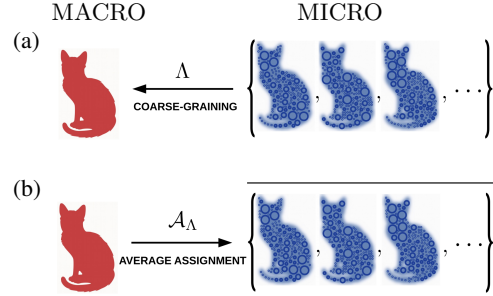 MACRO MICRO
(a)
Λ
COARSE-GRAINING
{ , , , ⋯ }
(b)
𝒜_Λ
AVERAGE ASSIGNMENT
{ , , , ⋯ }